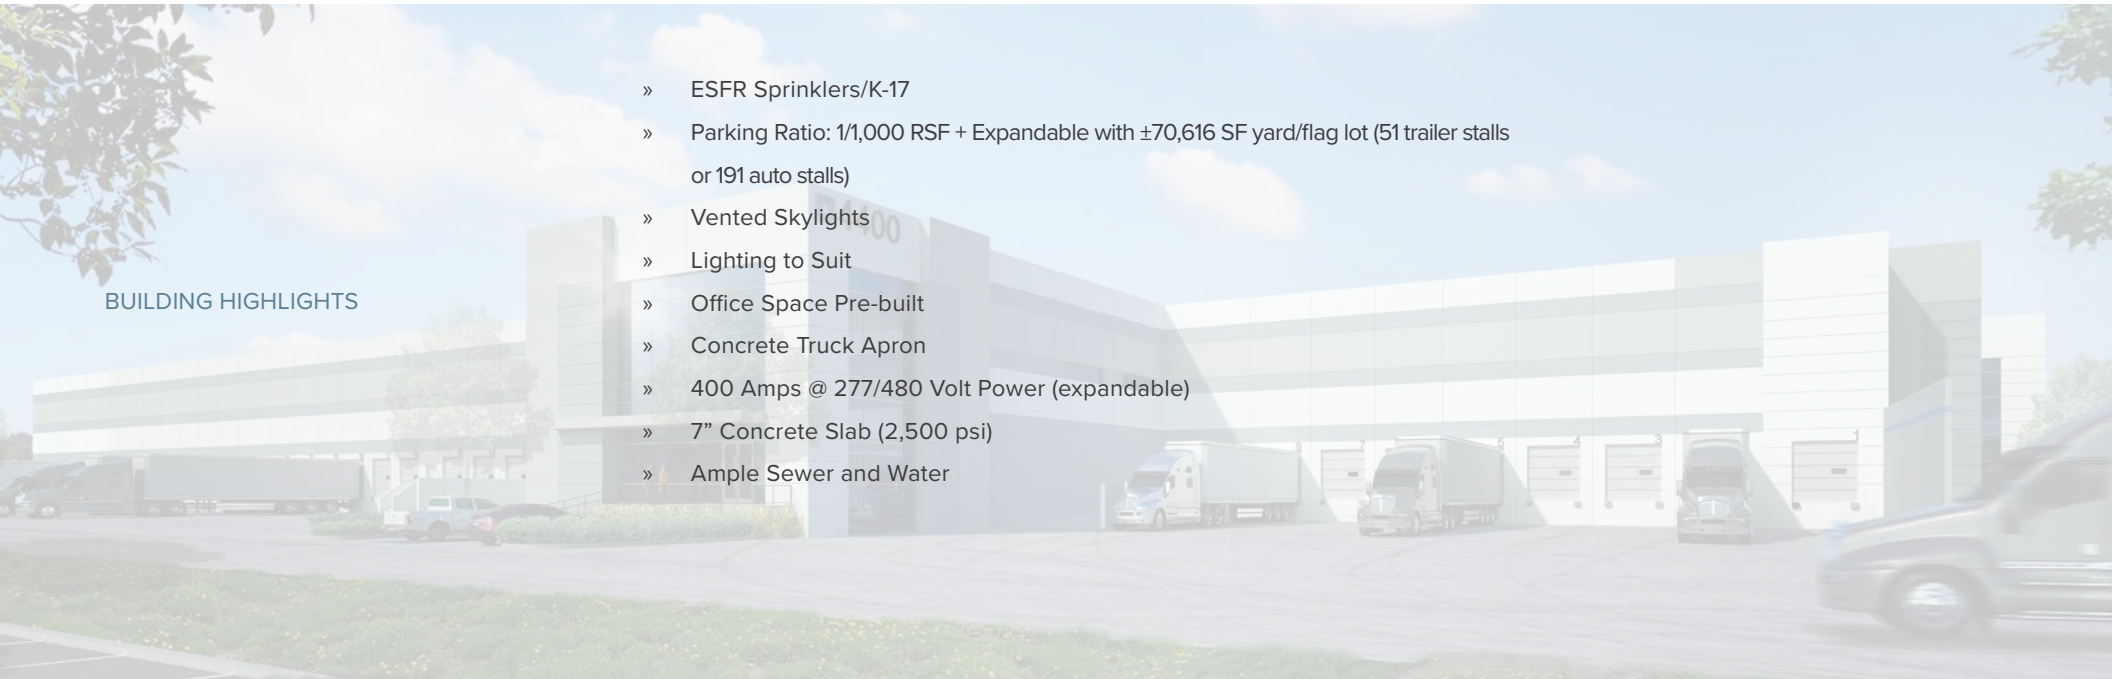 BUILDING HIGHLIGHTS
» ESFR Sprinklers/K-17
» Parking Ratio: 1/1,000 RSF + Expandable with ±70,616 SF yard/flag lot (51 trailer stalls
or 191 auto stalls)
» Vented Skylights
» Lighting to Suit
» Office Space Pre-built
» Concrete Truck Apron
» 400 Amps @ 277/480 Volt Power (expandable)
» 7” Concrete Slab (2,500 psi)
» Ample Sewer and Water